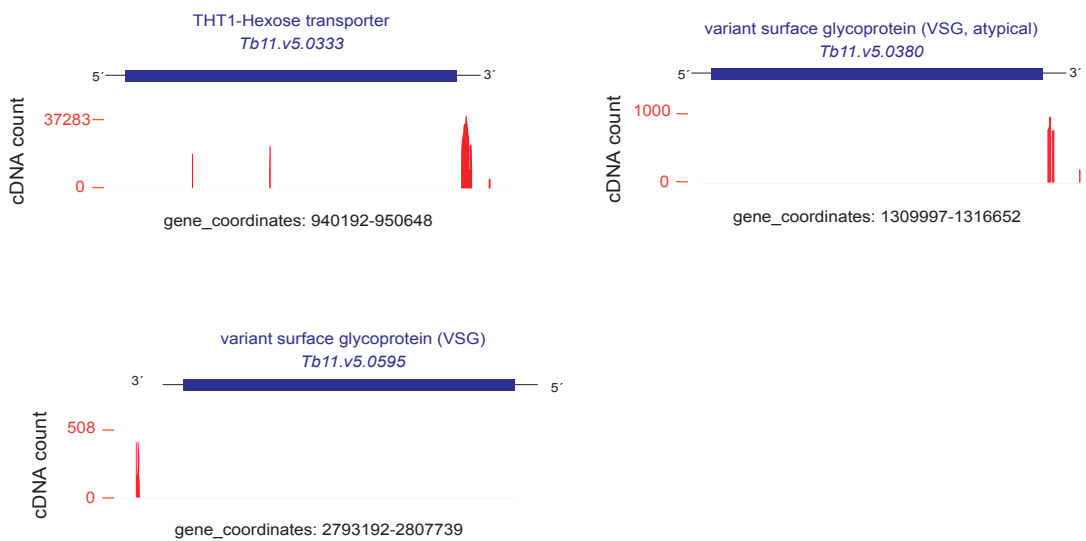 THT1-Hexose transporter
Tb11.v5.0333
5´
3´
cDNA count
37283
0
gene_coordinates: 940192-950648
variant surface glycoprotein (VSG, atypical)
Tb11.v5.0380
5´
3´
cDNA count
1000
0
gene_coordinates: 1309997-1316652
variant surface glycoprotein (VSG)
Tb11.v5.0595
3´
5´
cDNA count
508
0
gene_coordinates: 2793192-2807739